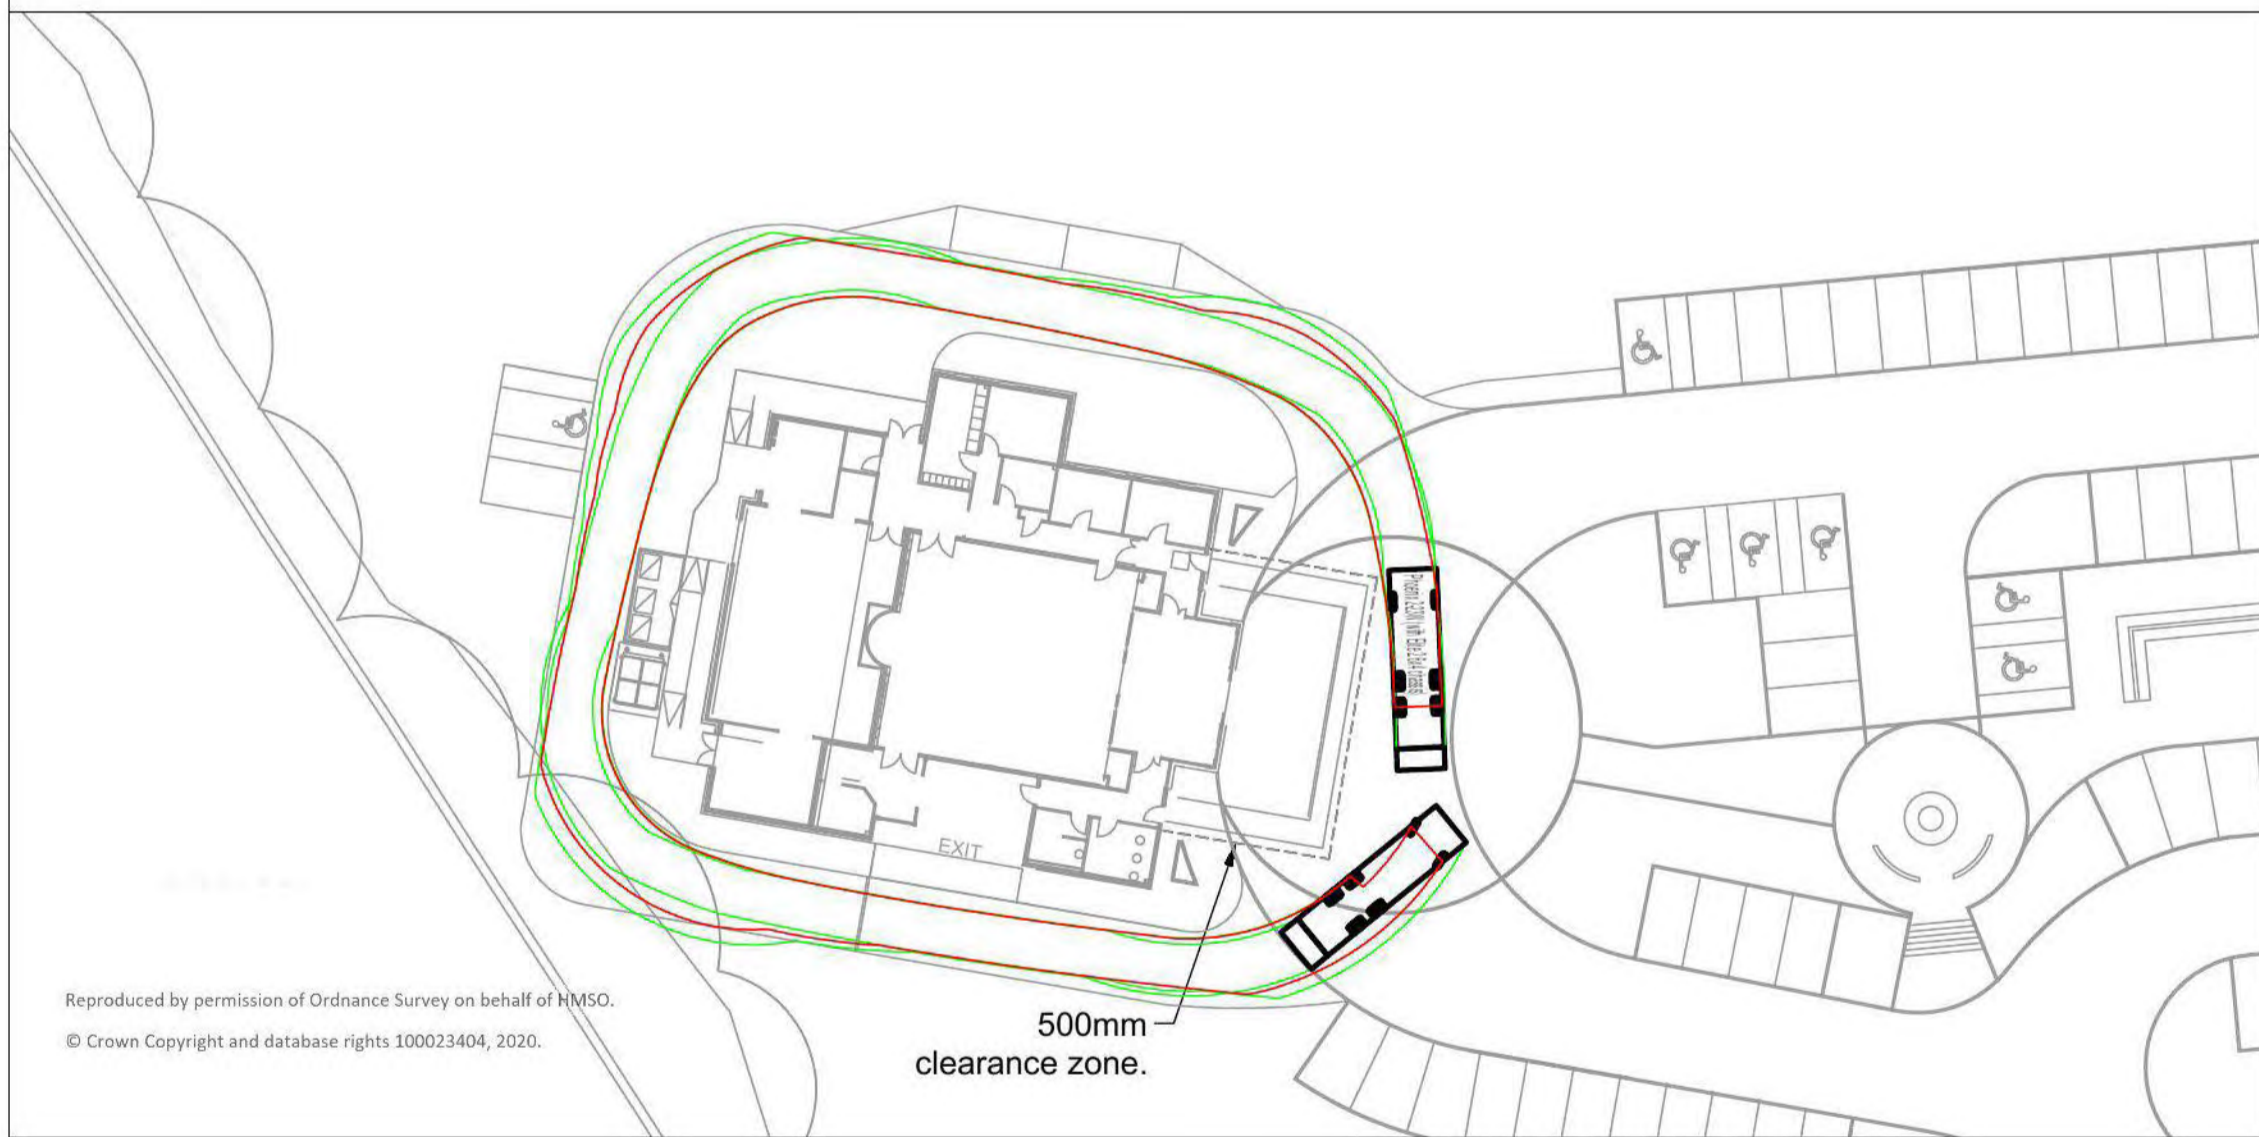 EXIT
Reproduced by permission of Ordnance Survey on behalf of HMSO.
© Crown Copyright and database rights 100023404, 2020.
500mm
clearance zone.